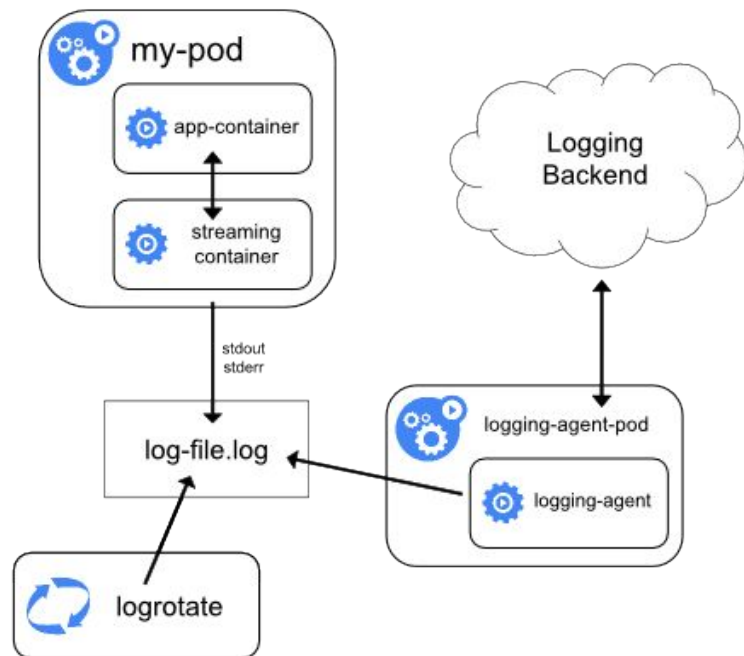 my-pod
app-container
streaming
container
Logging
Backend
stdout
stderr
logging-agent-pod
log-file.log
logging-agent
logrotate